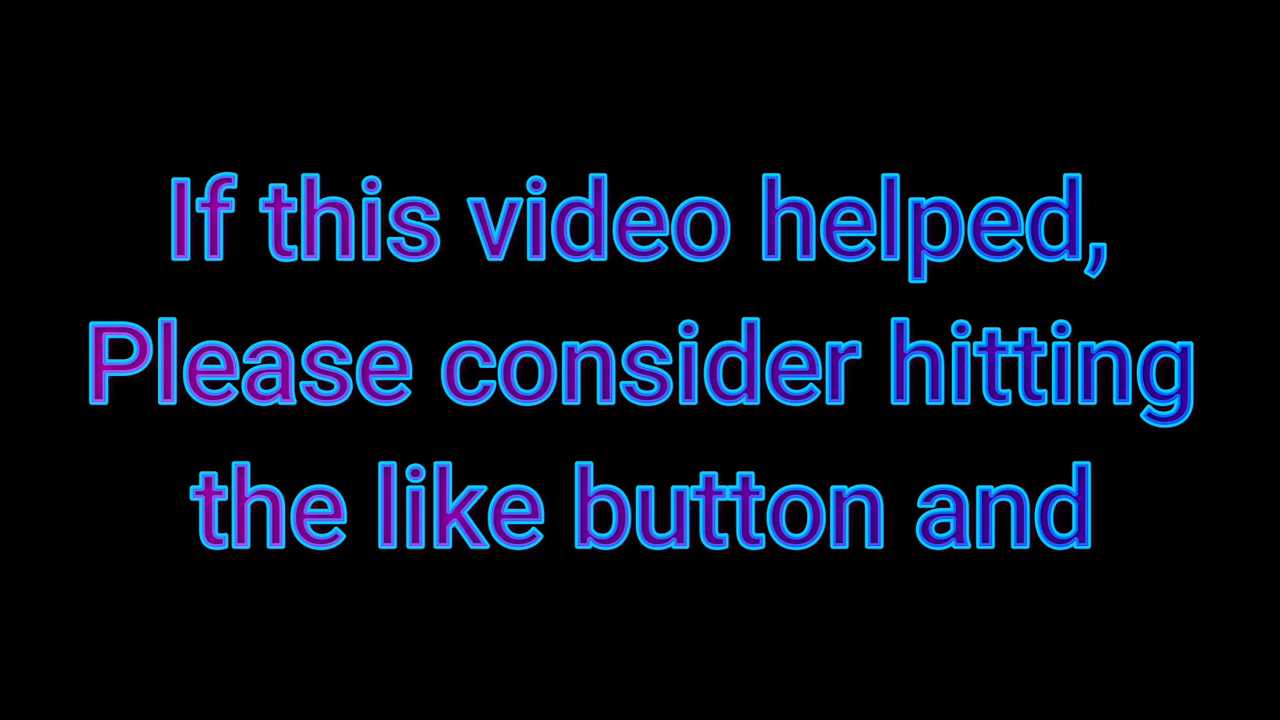 If this video helped,
Please consider hitting
the like button and